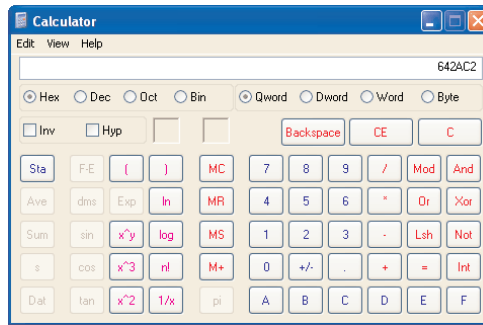 Calculator
Edit View Help
642AC2
Hex Dec Oct Bin Qword Dword Word Byte
Inv Hyp Backspace CE C
Sta F-E ( ) MC 7 8 9 / Mod And
Ave dms Exp ln MR 4 5 6 * Or Xor
Sum sin x^y log MS 1 2 3 - Lsh Not
s cos x^3 n! M+ 0 +/- . + = Int
Dat tan x^2 1/x pi A B C D E F